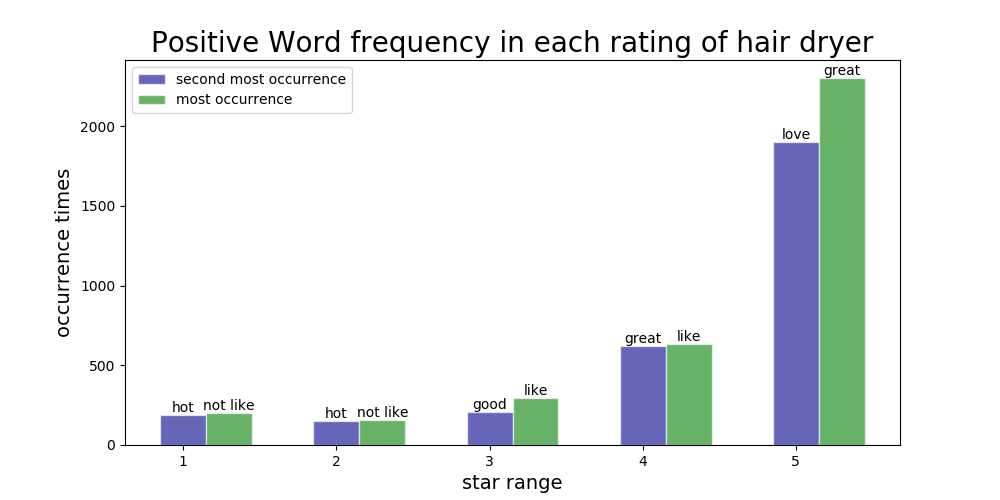 Positive Word frequency in each rating of hair dryer
second most occurrence
most occurrence
great
love
great
like
like
good
hot
not like
hot
not like
2000
1500
1000
500
0
occurrence times
1
2
3
4
5
star range